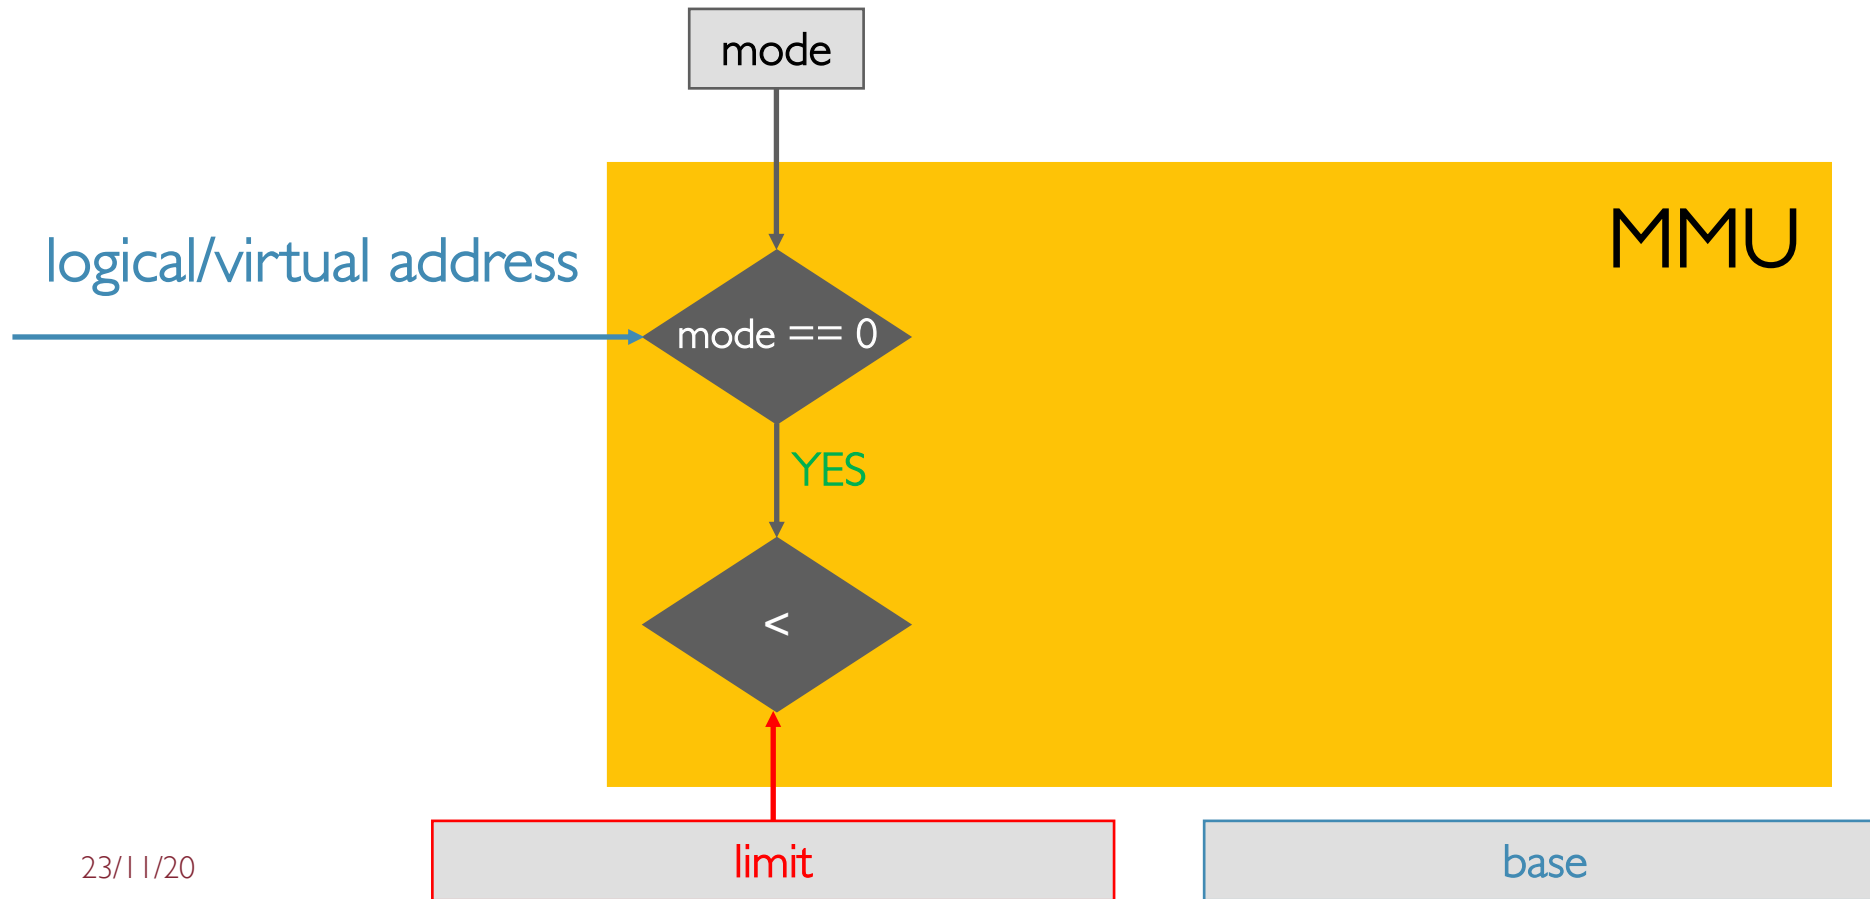 mode
MMU
logical/virtual address
mode == 0
YES
<
limit
base
23/11/20